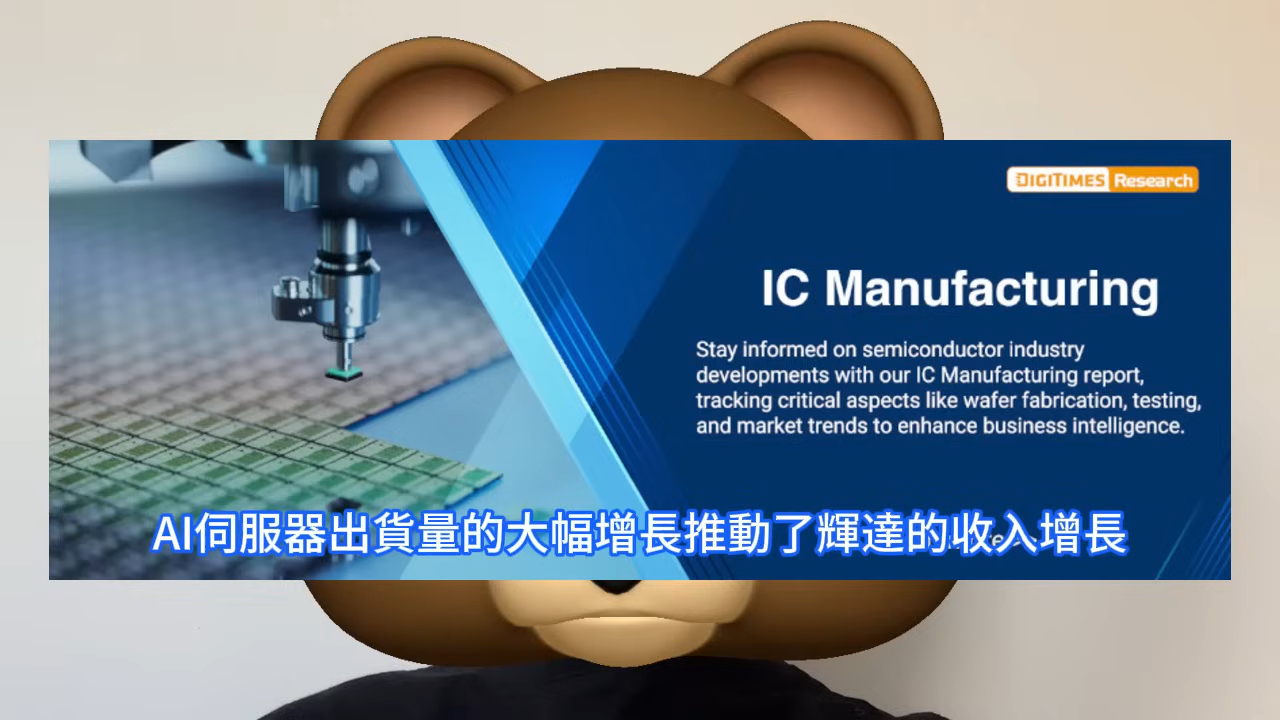 DIGITIMES Research
IC Manufacturing
Stay informed on semiconductor industry
developments with our IC Manufacturing report,
tracking critical aspects like wafer fabrication, testing,
and market trends to enhance business intelligence.
AI伺服器出貨量的大幅增長推動了輝達的收入增長